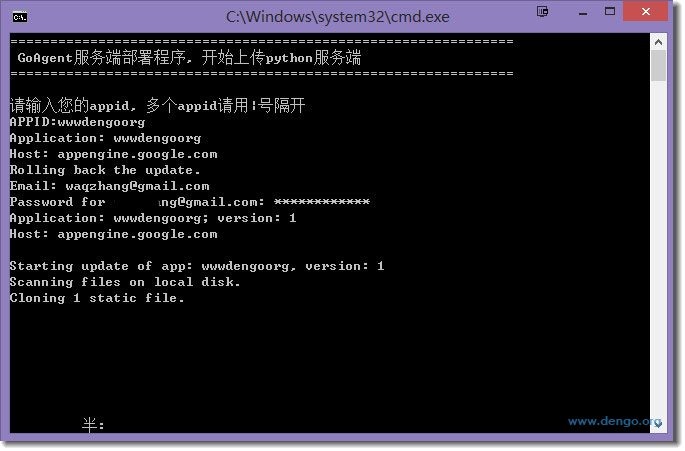 C:\Windows\system32\cmd.exe
===============================================================
GoAgent服务端部署程序, 开始上传python服务端
===============================================================
请输入您的appid, 多个appid请用|号隔开
APPID:wwwdengoorg
Application: wwwdengoorg
Host: appengine.google.com
Rolling back the update.
Email: waqzhang@gmail.com
Password for ng@gmail.com: ************
Application: wwwdengoorg; version: 1
Host: appengine.google.com
Starting update of app: wwwdengoorg, version: 1
Scanning files on local disk.
Cloning 1 static file.
半:
www.dengo.org